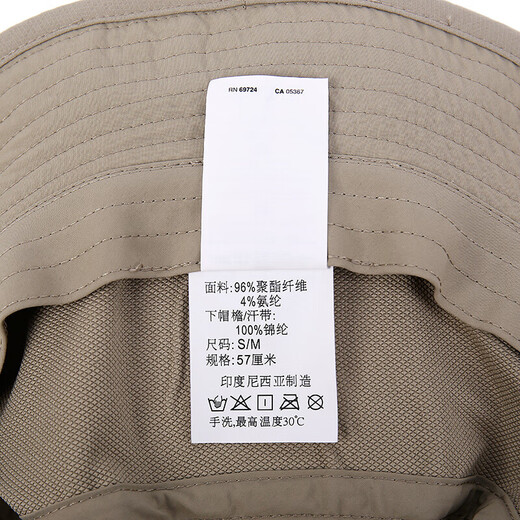 RN 69724 CA 05367
面料: 96%聚酯纤维
4%氨纶
下帽檐/汗带:
100%锦纶
尺码: S/M
规格: 57厘米
印度尼西亚制造
手洗,最高温度30℃